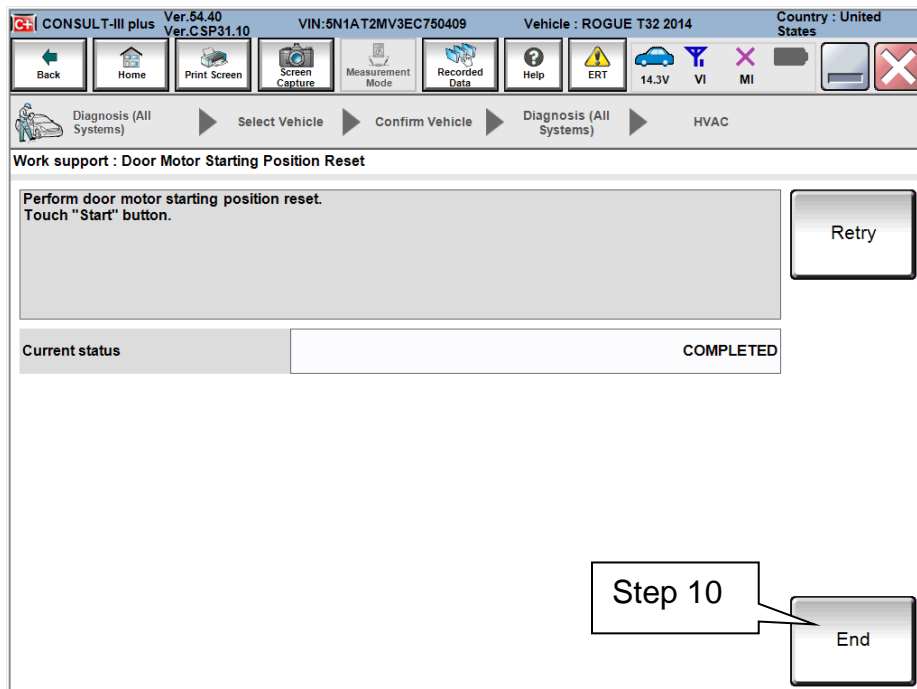 C+ CONSULT-III plus Ver.54.40 VIN:5N1AT2MV3EC750409 Vehicle : ROGUE T32 2014 Country : United
Ver.CSP31.10 States
Back Home Print Screen Screen Capture Measurement Mode Recorded Data Help ERT 14.3V VI MI
Diagnosis (All Systems) Select Vehicle Confirm Vehicle Diagnosis (All Systems) HVAC
Work support : Door Motor Starting Position Reset
Perform door motor starting position reset.
Touch "Start" button.
Retry
Current status COMPLETED
Step 10
End